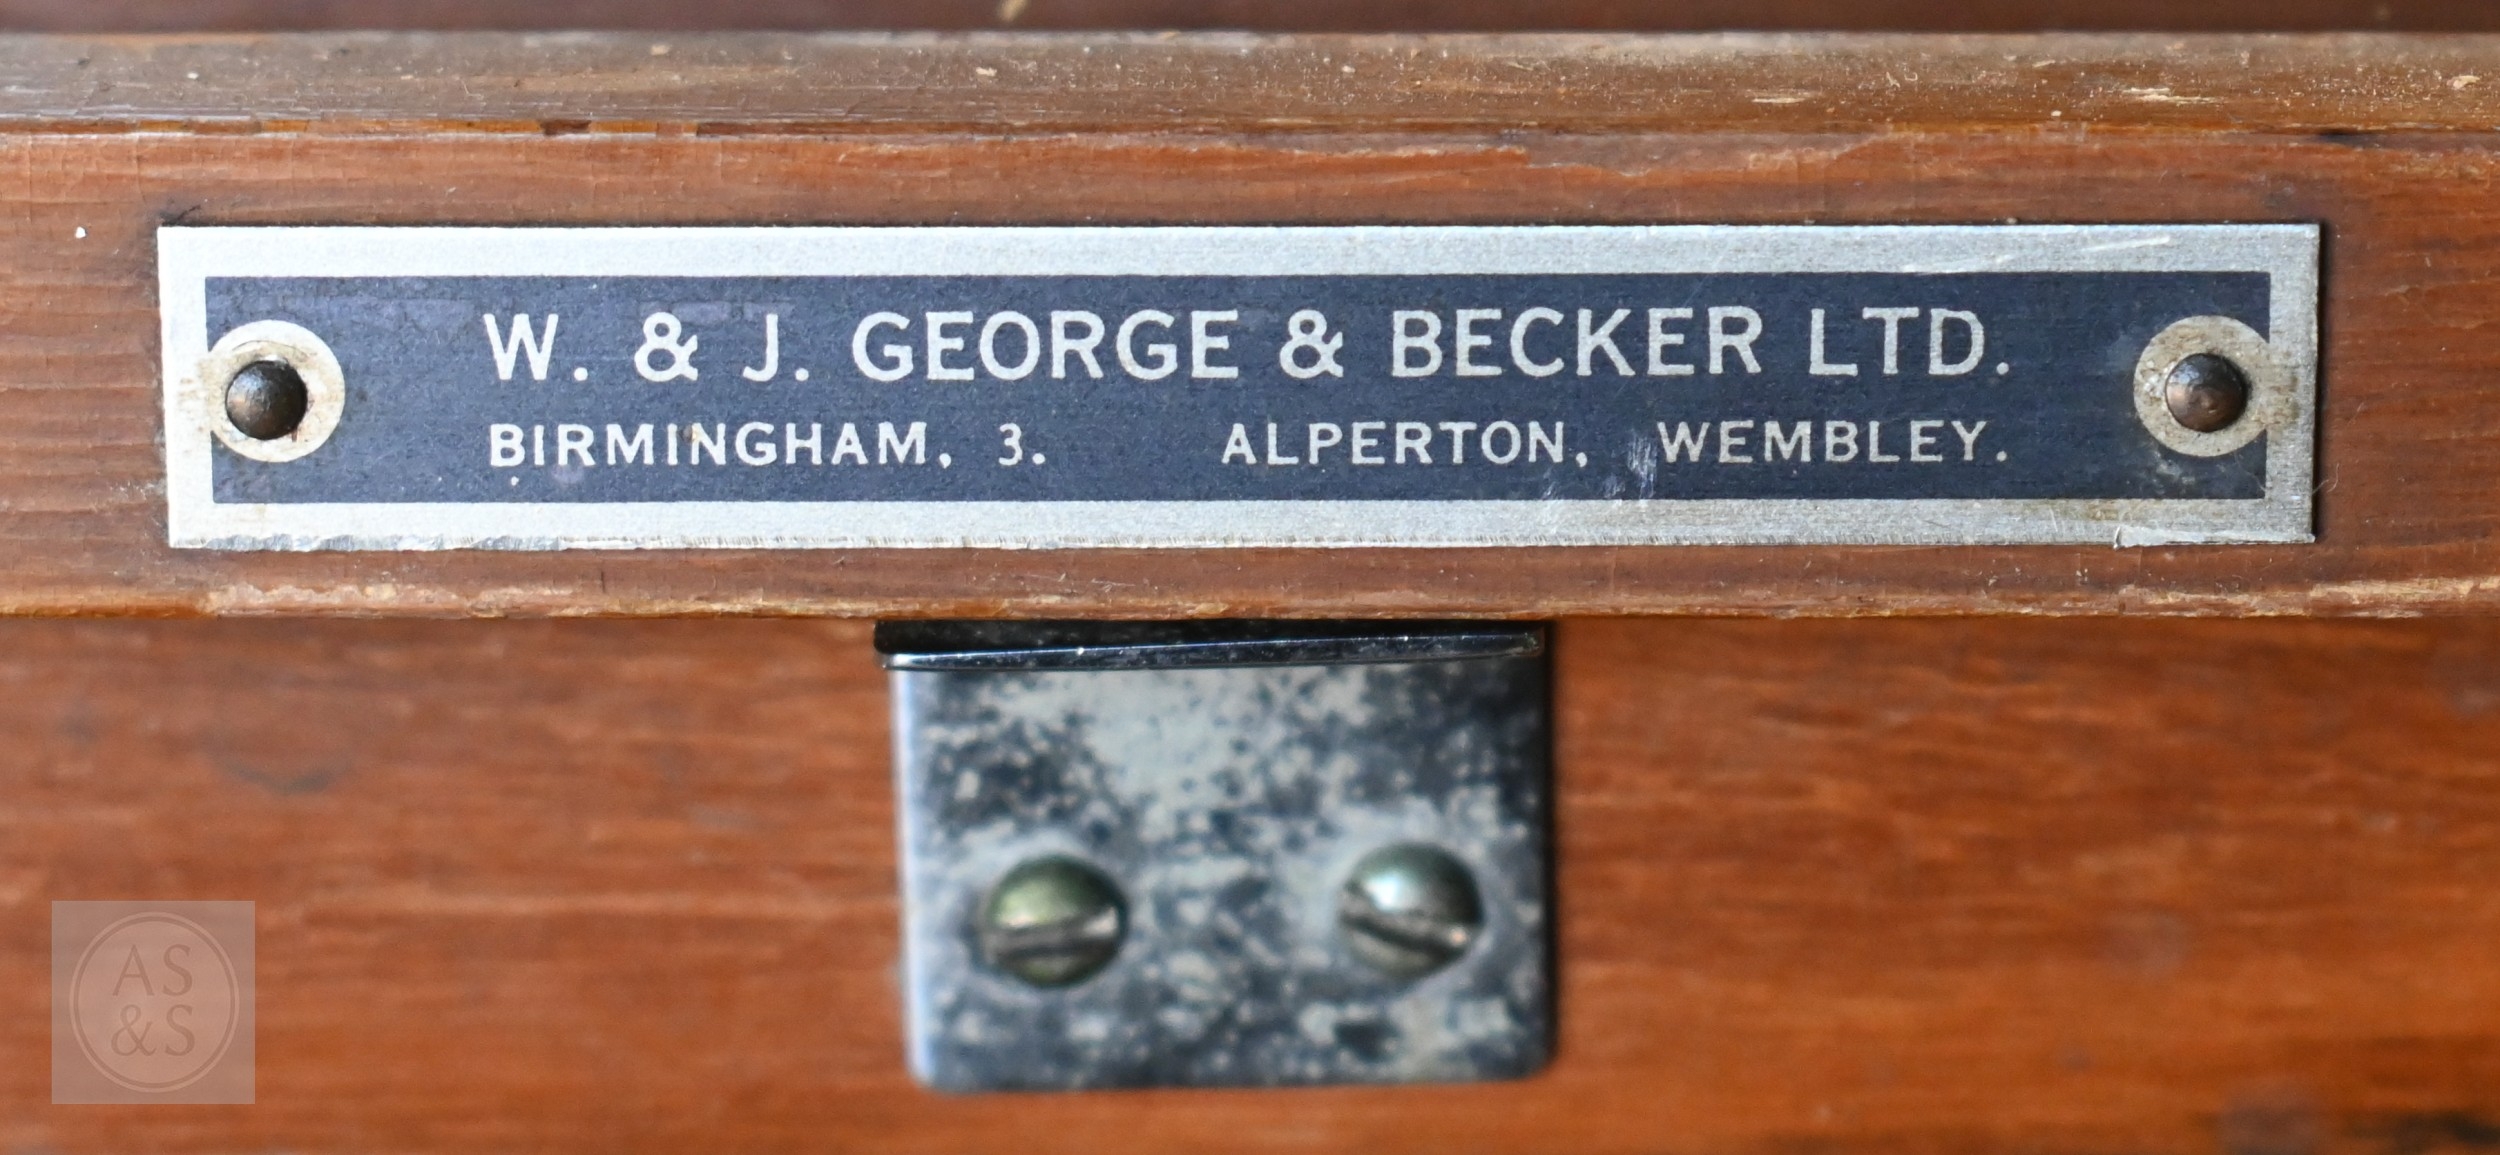 W. & J. GEORGE & BECKER LTD.
BIRMINGHAM, 3. ALPERTON, WEMBLEY.
AS
&S